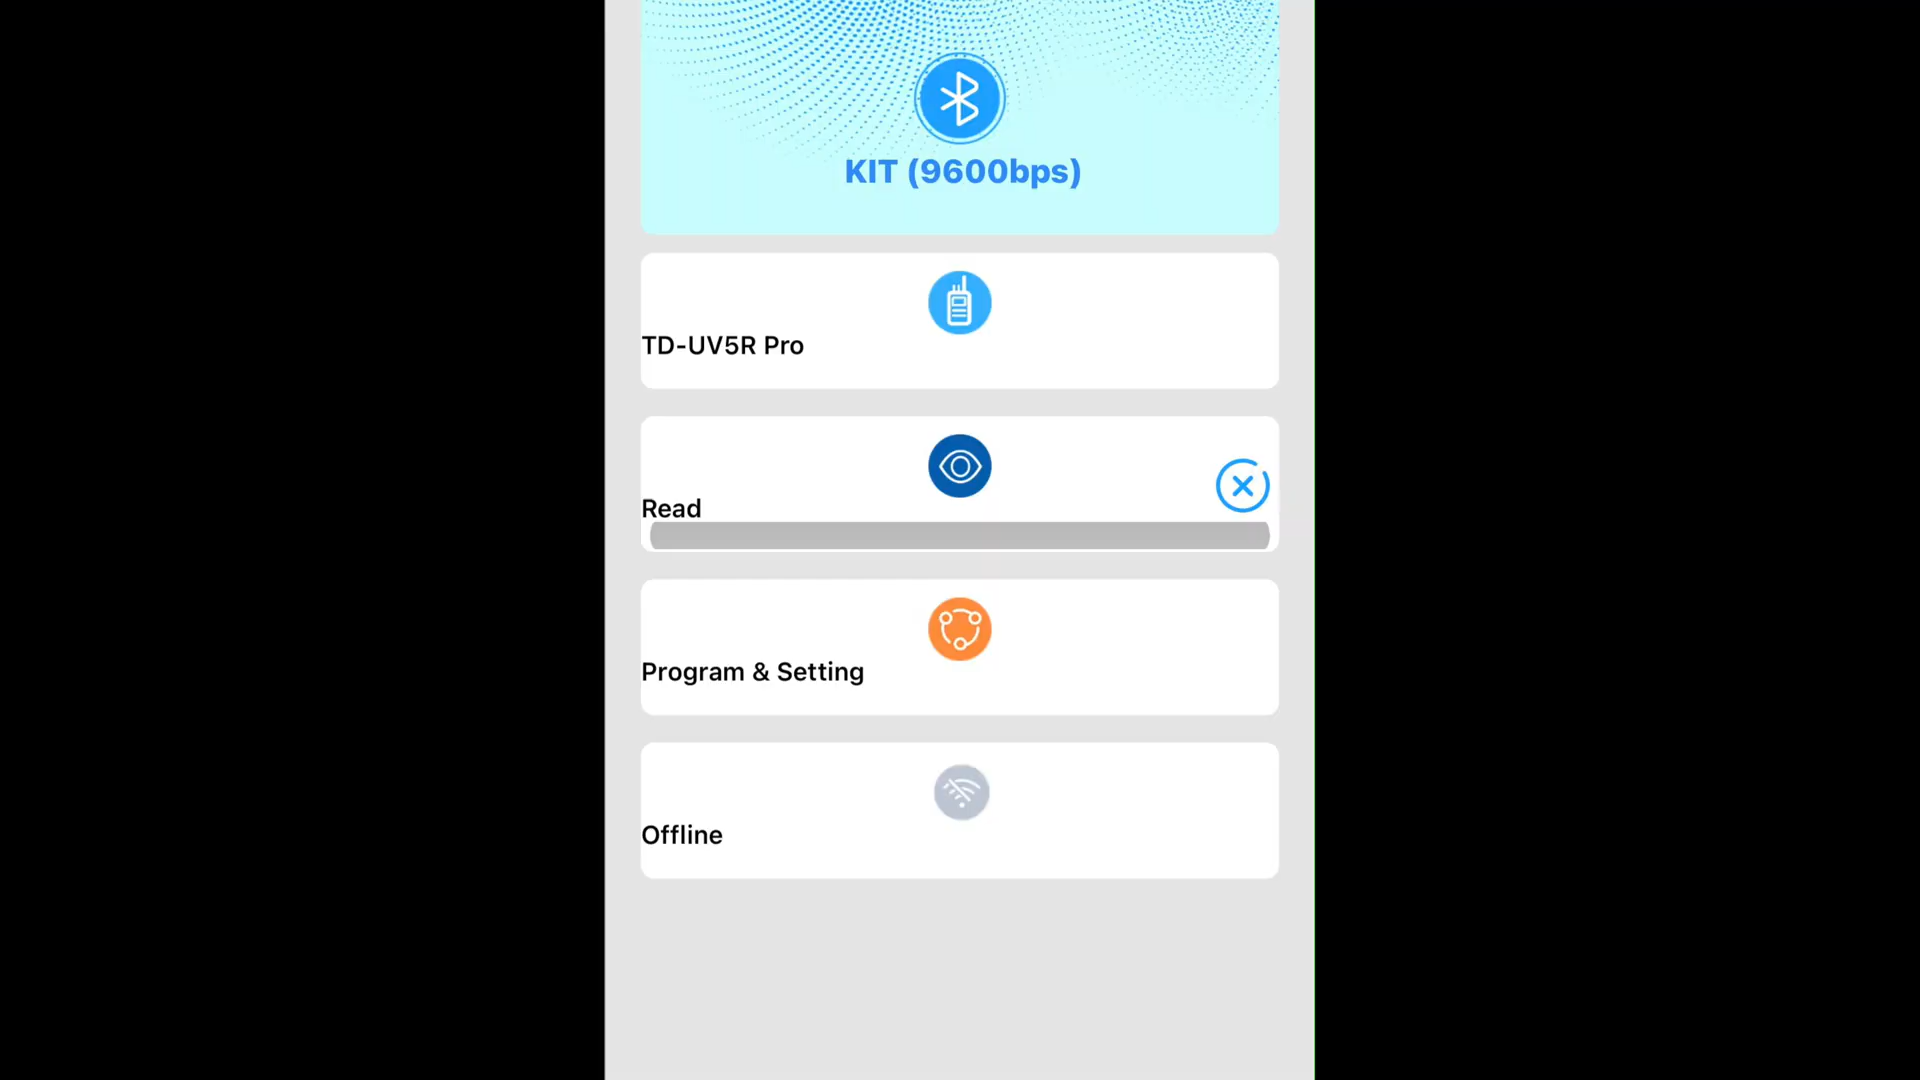 KIT (9600bps)
TD-UV5R Pro
Read
Program & Setting
Offline